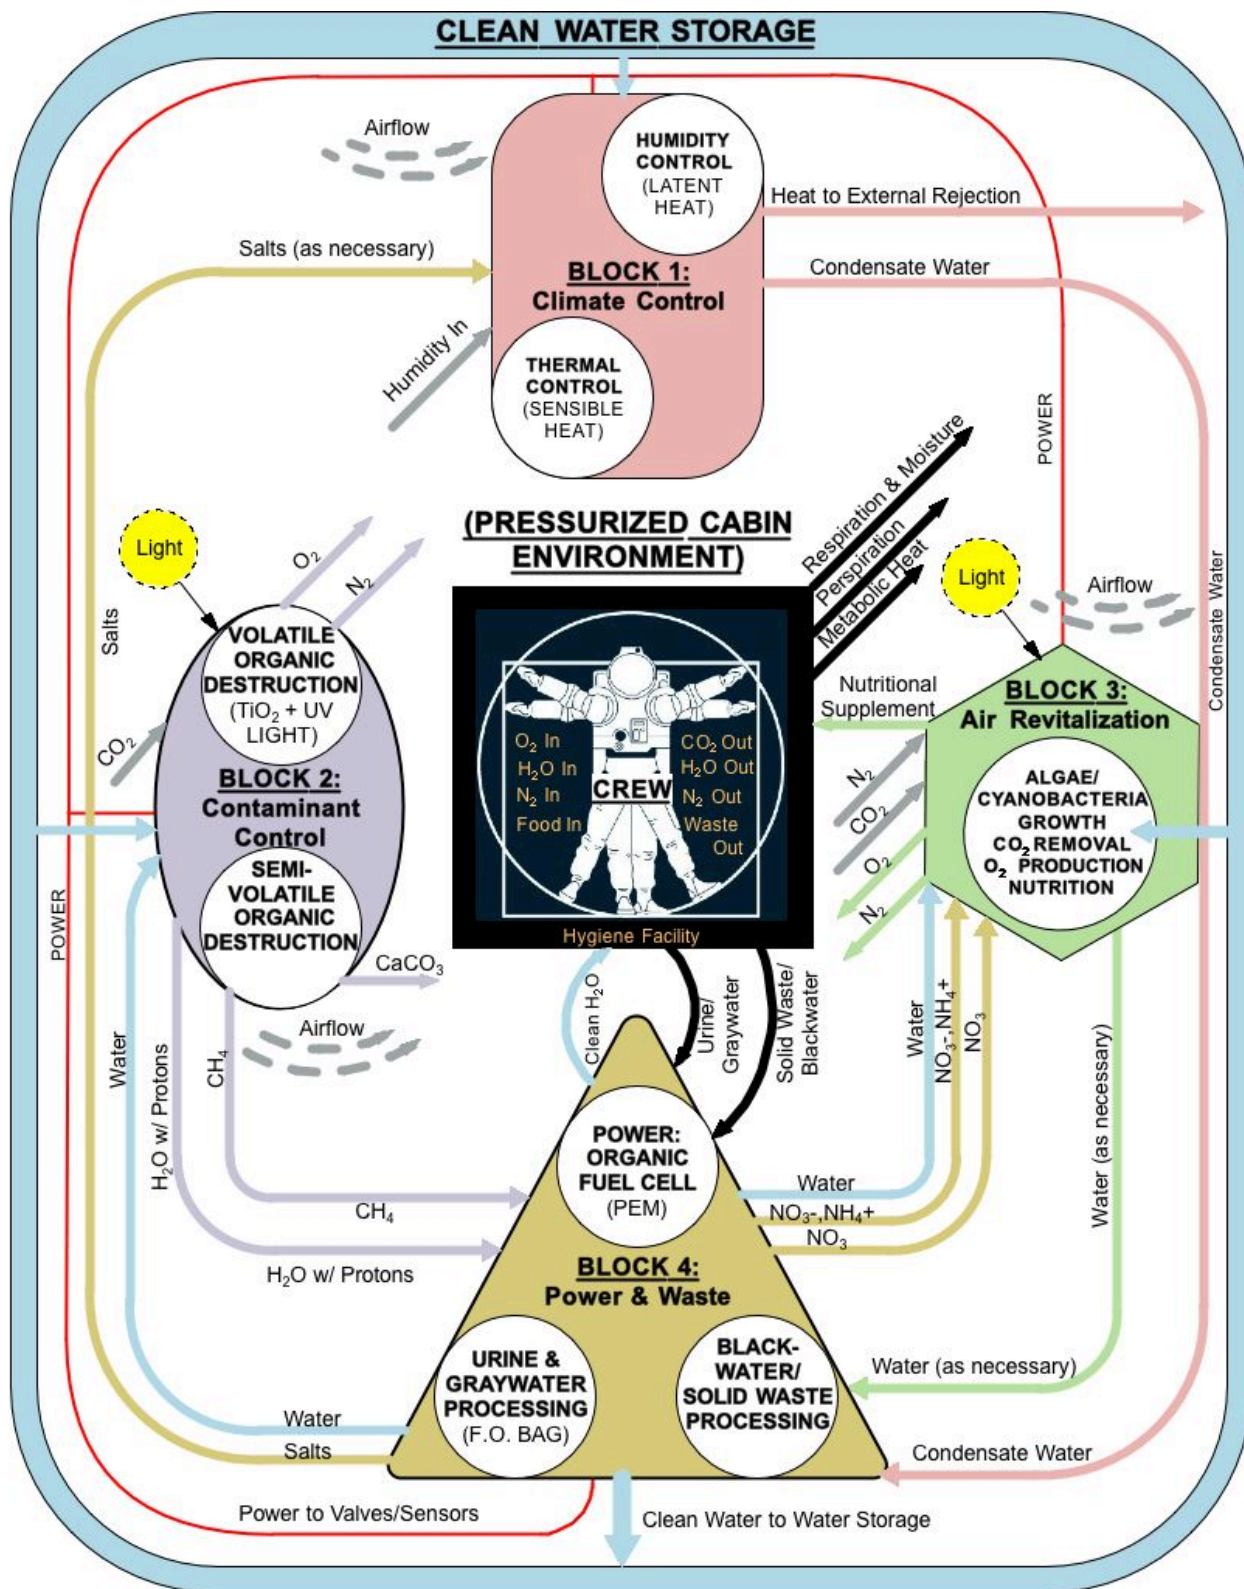 CLEAN WATER STORAGE
Airflow
HUMIDITY
CONTROL
(LATENT
HEAT)
Heat to External Rejection
Salts (as necessary)
Condensate Water
BLOCK 1:
Climate Control
Humidity In
THERMAL
CONTROL
(SENSIBLE
HEAT)
POWER
(PRESSURIZED CABIN
ENVIRONMENT)
Respiration & Moisture
Perspiration
Metabolic Heat
Light
O2
N2
Light
Airflow
Condensate Water
Salts
VOLATILE
ORGANIC
DESTRUCTION
(TiO2 + UV
LIGHT)
CO2
BLOCK 2:
Contaminant
Control
SEMI-
VOLATILE
ORGANIC
DESTRUCTION
CaCO3
Airflow
POWER
O2 In
H2O In
N2 In
Food In
CREW
CO2 Out
H2O Out
N2 Out
Waste
Out
Hygiene Facility
Nutritional
Supplement
BLOCK 3:
Air Revitalization
N2
CO2
O2
N2
ALGAE/
CYANOBACTERIA
GROWTH
CO2 REMOVAL
O2 PRODUCTION
NUTRITION
Water
H2O w/ Protons
CH4
Clean H2O
Urine/
Graywater
Solid Waste/
Blackwater
Water
NO3-,NH4+
NO3
Water (as necessary)
POWER:
ORGANIC
FUEL CELL
(PEM)
CH4
H2O w/ Protons
Water
NO3-,NH4+
NO3
BLOCK 4:
Power & Waste
URINE &
GRAYWATER
PROCESSING
(F.O. BAG)
BLACK-
WATER/
SOLID WASTE
PROCESSING
Water (as necessary)
Water
Salts
Condensate Water
Power to Valves/Sensors
Clean Water to Water Storage